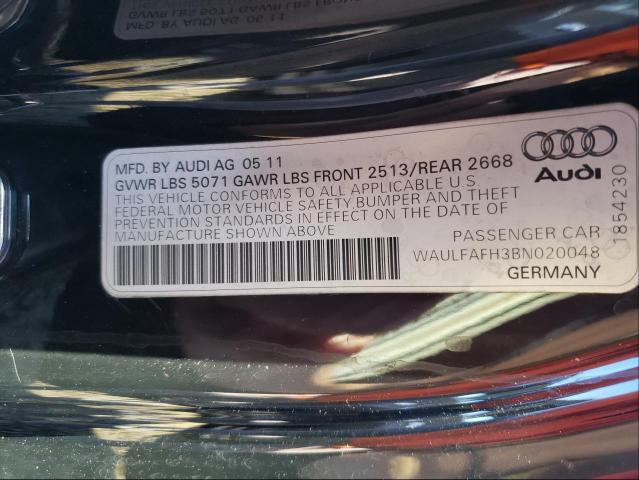 MFD. BY AUDI AG 05 11
GVWR LBS 5071 GAWR LBS FRONT 2513/REAR 2668
THIS VEHICLE CONFORMS TO ALL APPLICABLE U.S
FEDERAL MOTOR VEHICLE SAFETY, BUMPER AND THEFT
PREVENTION STANDARDS IN EFFECT ON THE DATE OF
MANUFACTURE SHOWN ABOVE
Audi
PASSENGER CAR
WAULFAFH3BN020048
GERMANY
1854230